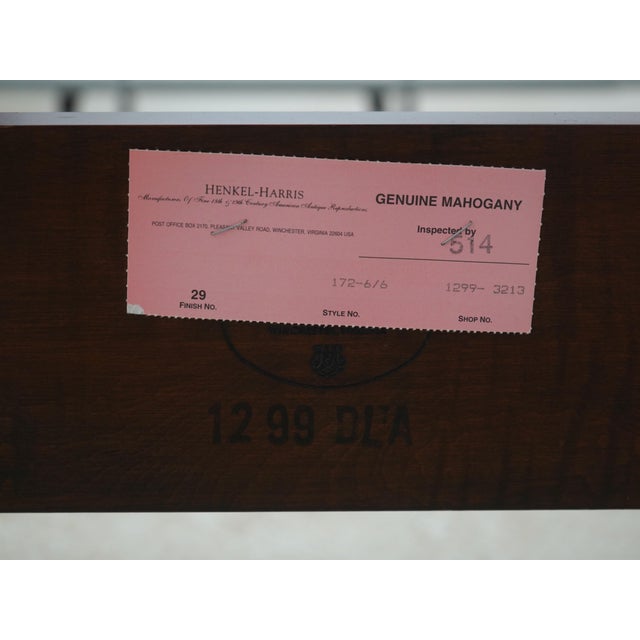 HENKEL-HARRIS
Manufacturers Of Fine 18th & 19th Century American Antique Reproductions
POST OFFICE BOX 2170, PLEASANT VALLEY ROAD, WINCHESTER, VIRGINIA 22604 USA
GENUINE MAHOGANY
Inspected by
514
29
FINISH NO.
172-6/6
STYLE NO.
1299- 3213
SHOP NO.
12 99